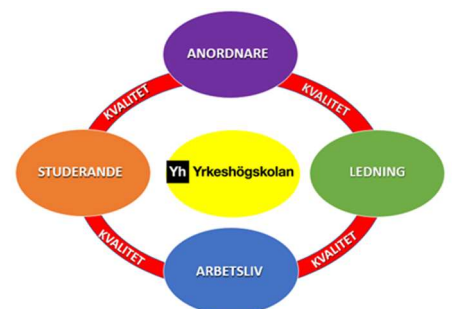 ANORDNARE
KVALITET
KVALITET
STUDERANDE
Yh Yrkeshögskolan
LEDNING
KVALITET
KVALITET
ARBETSLIV